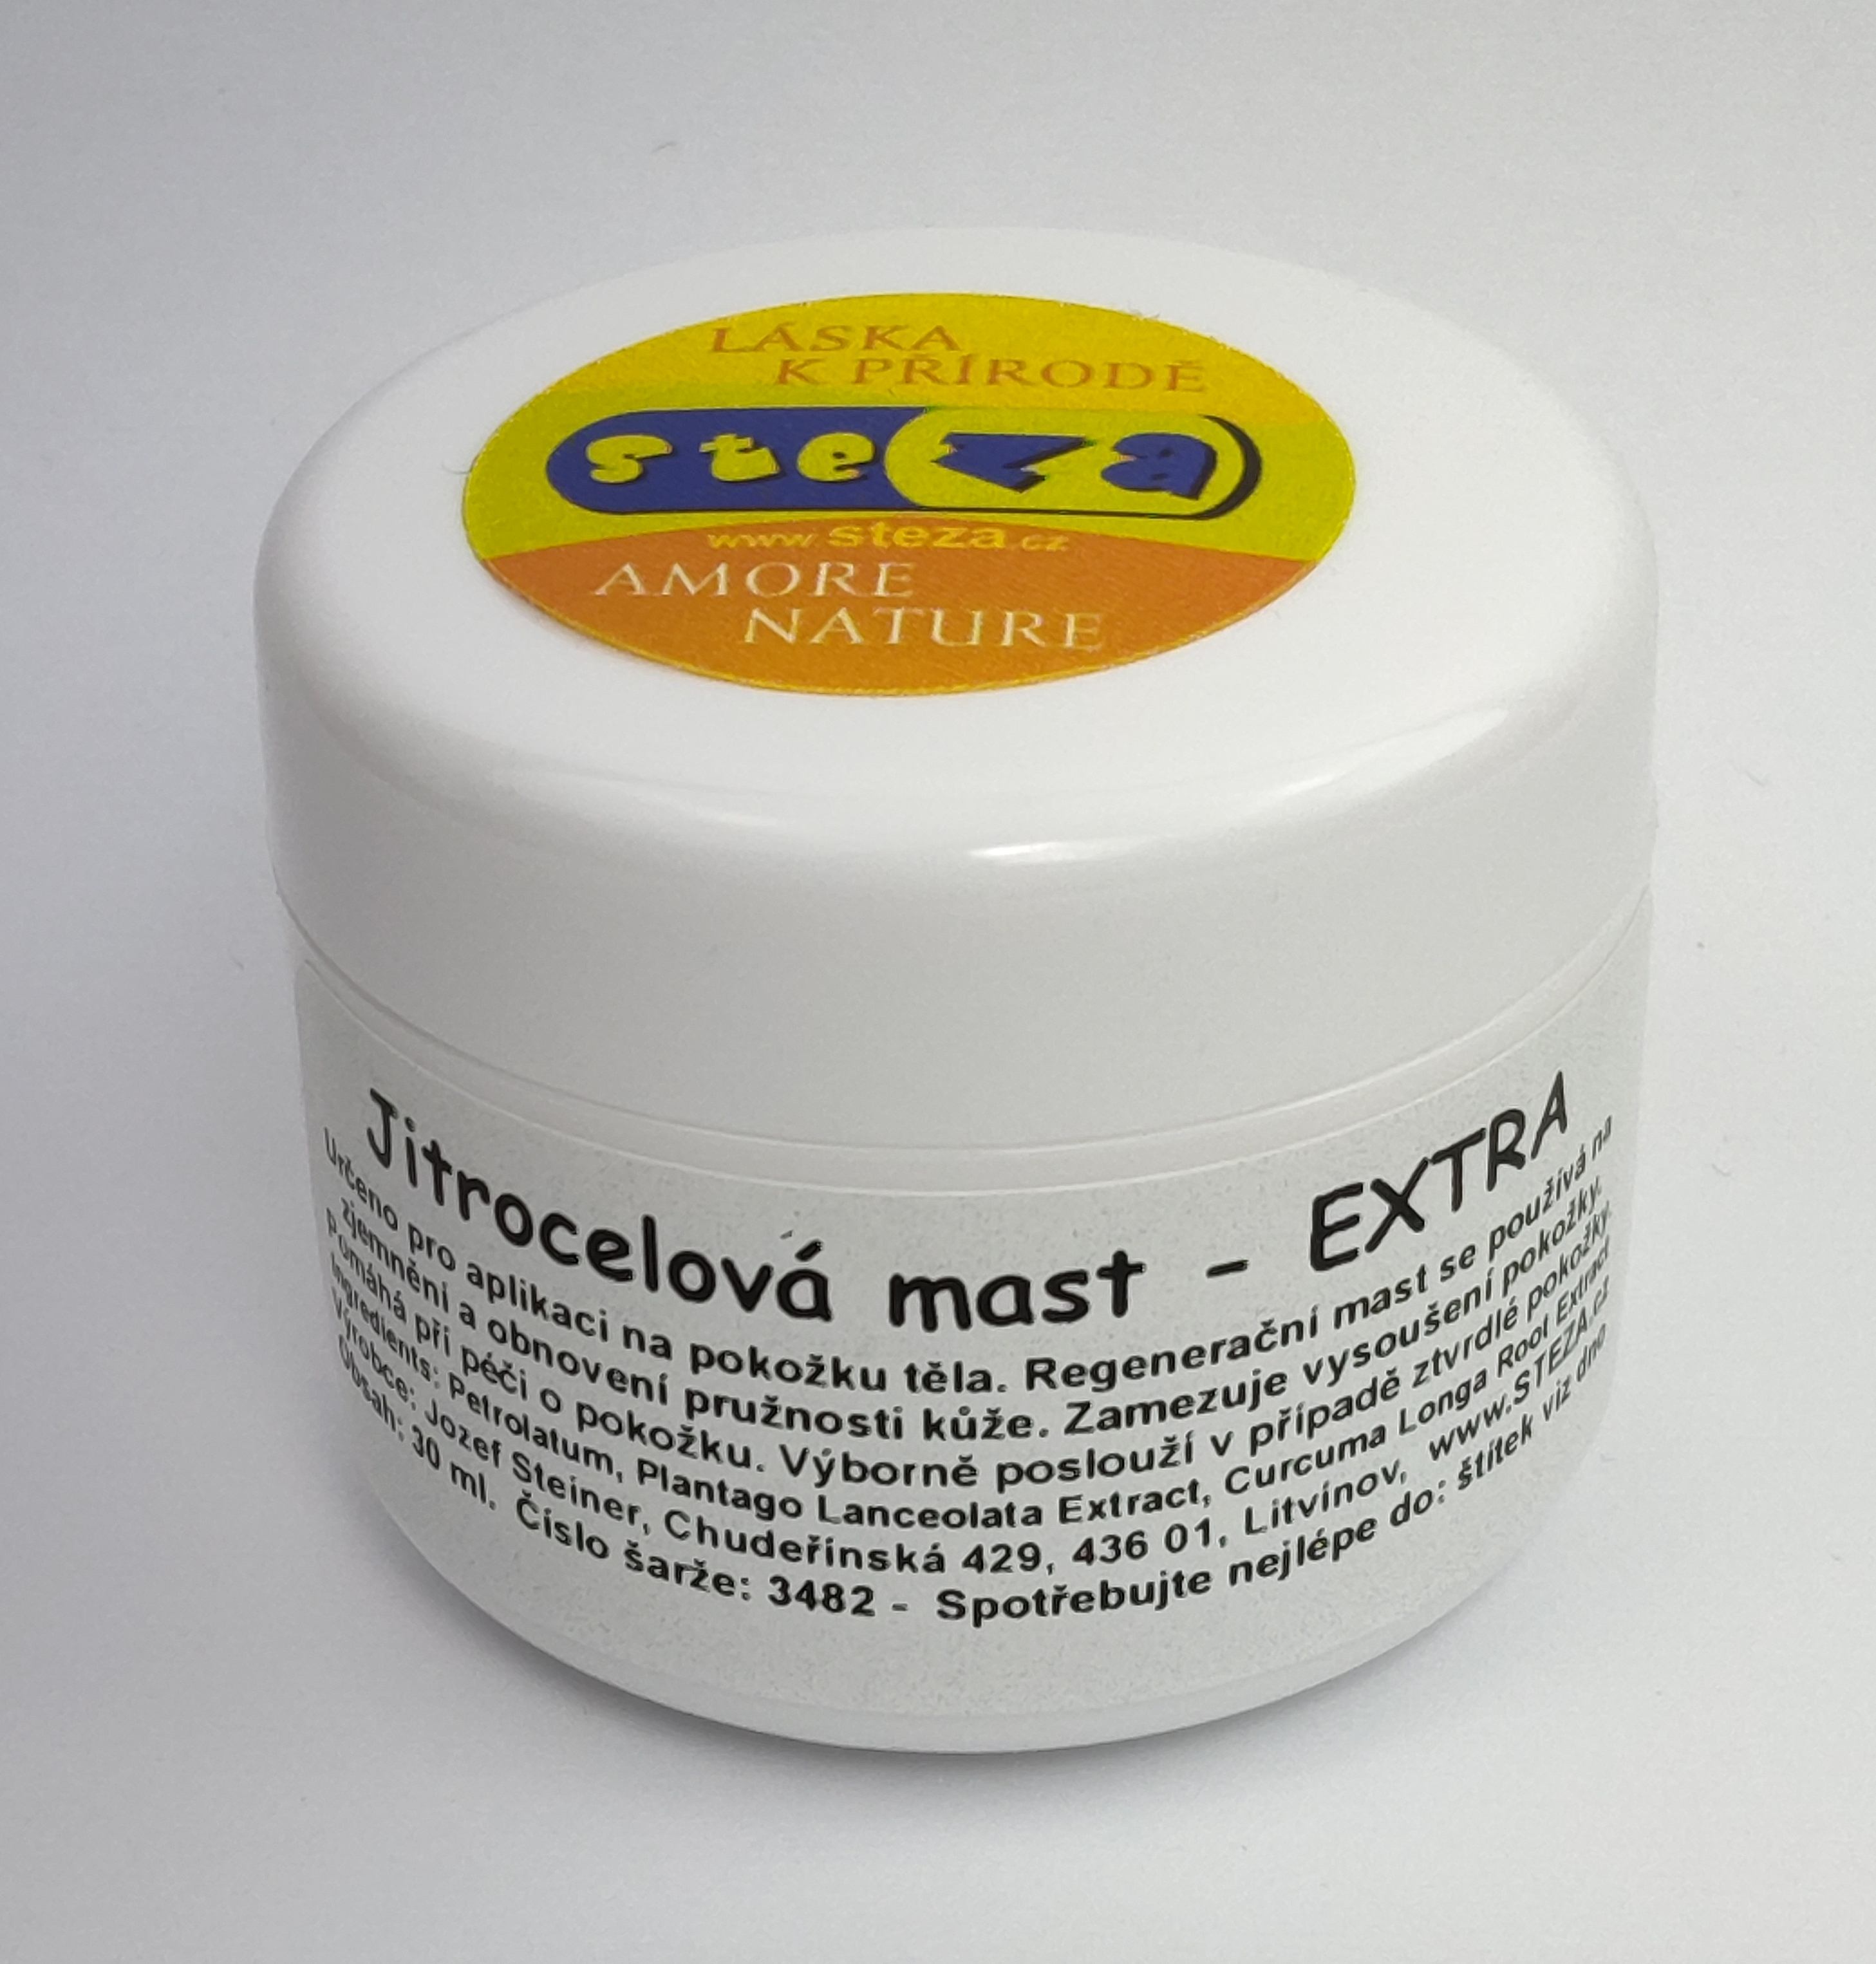 LÁSKA
K PŘÍRODĚ
steza
www.steza.cz
AMORE
NATURE
Jitrocelová mast - EXTRA
Určeno pro aplikaci na pokožku těla. Regenerační mast se používá na
zjemnění a obnovení pružnosti kůže. Zamezuje vysoušení pokožky.
Pomáhá při péči o pokožku. Výborně poslouží v případě ztvrdlé pokožky.
Ingredients: Petrolatum, Plantago Lanceolata Extract, Curcuma Longa Root Extract
Výrobce: Jozef Steiner, Chudeřínská 429, 436 01, Litvínov, www.STEZA.cz
Obsah: 30 ml. Číslo šarže: 3482 - Spotřebujte nejlépe do: štítek viz dno